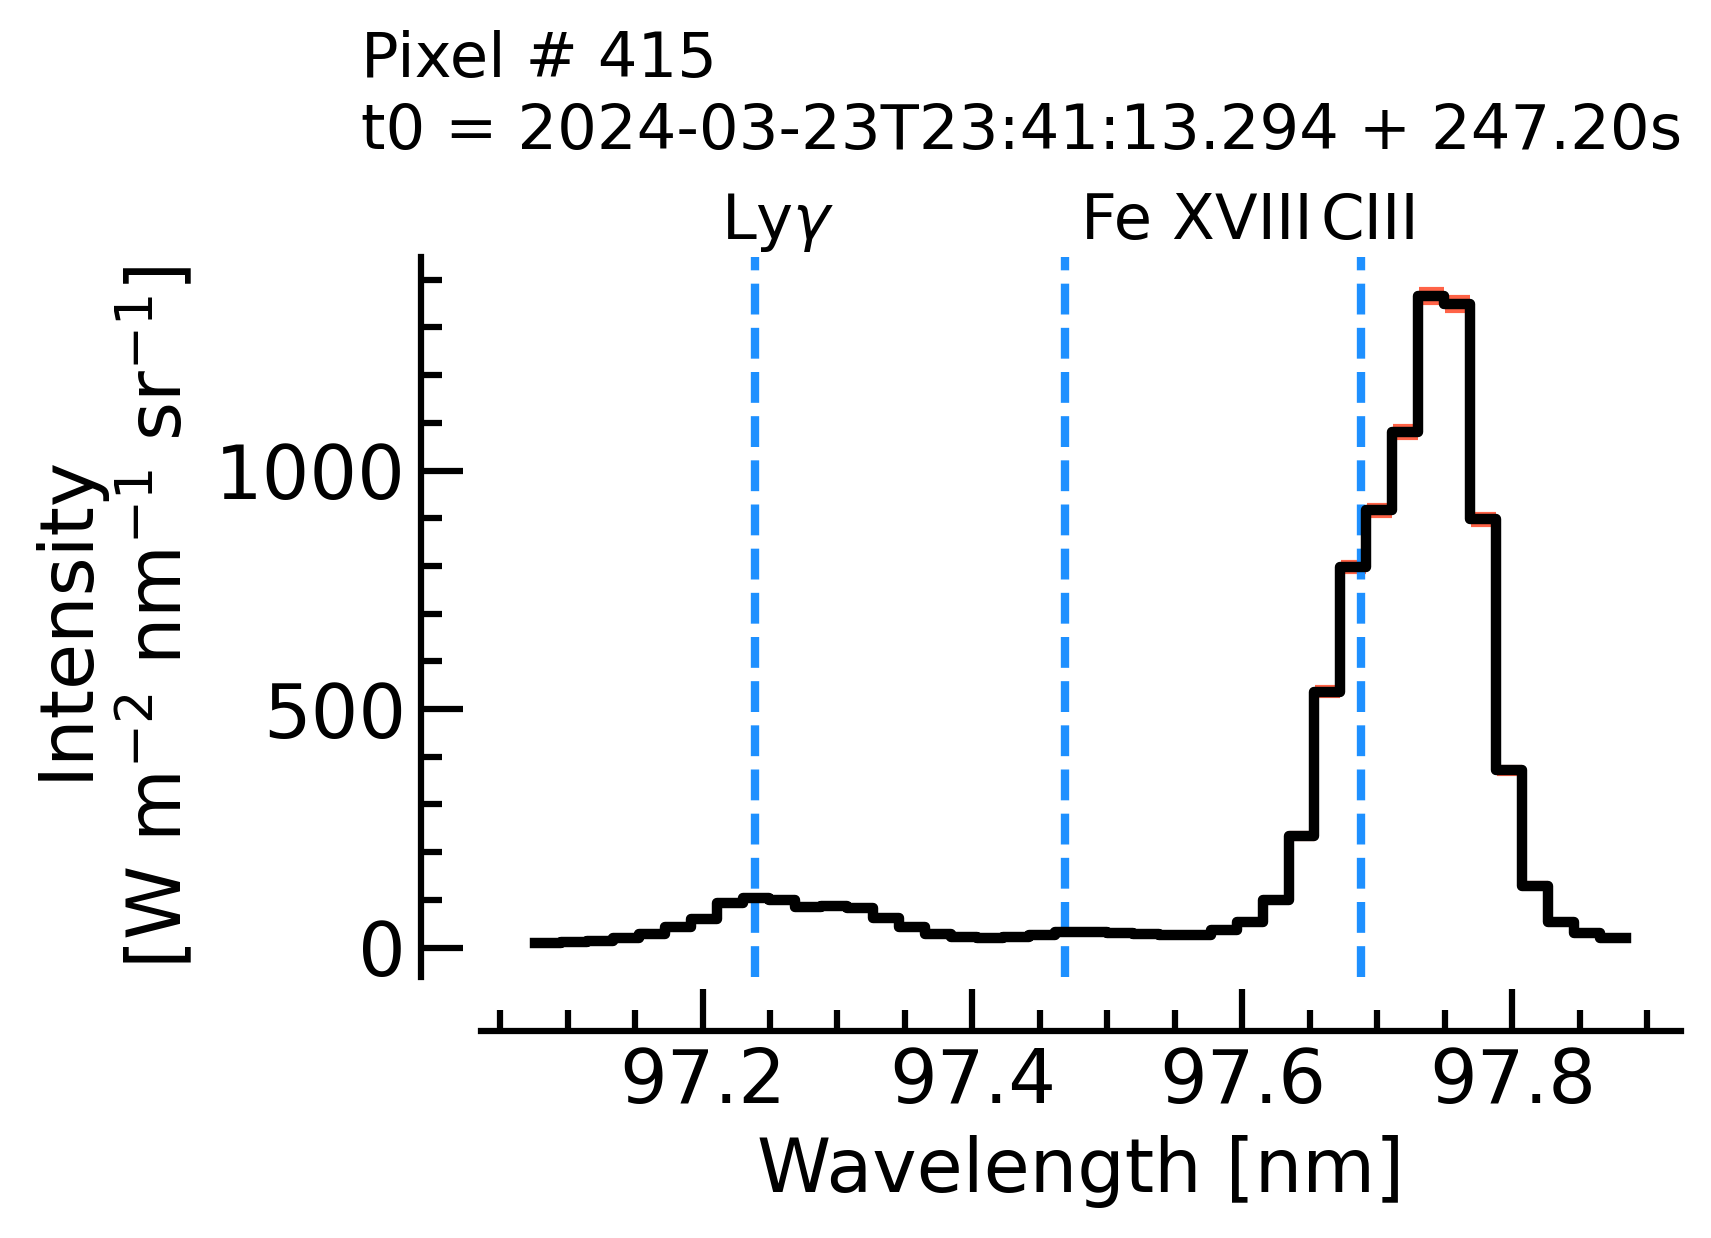 Pixel # 415
t0 = 2024-03-23T23:41:13.294 + 247.20s
Lyγ Fe XVIII CIII
Intensity
[W m⁻² nm⁻¹ sr⁻¹]
1000
500
0
97.2 97.4 97.6 97.8
Wavelength [nm]